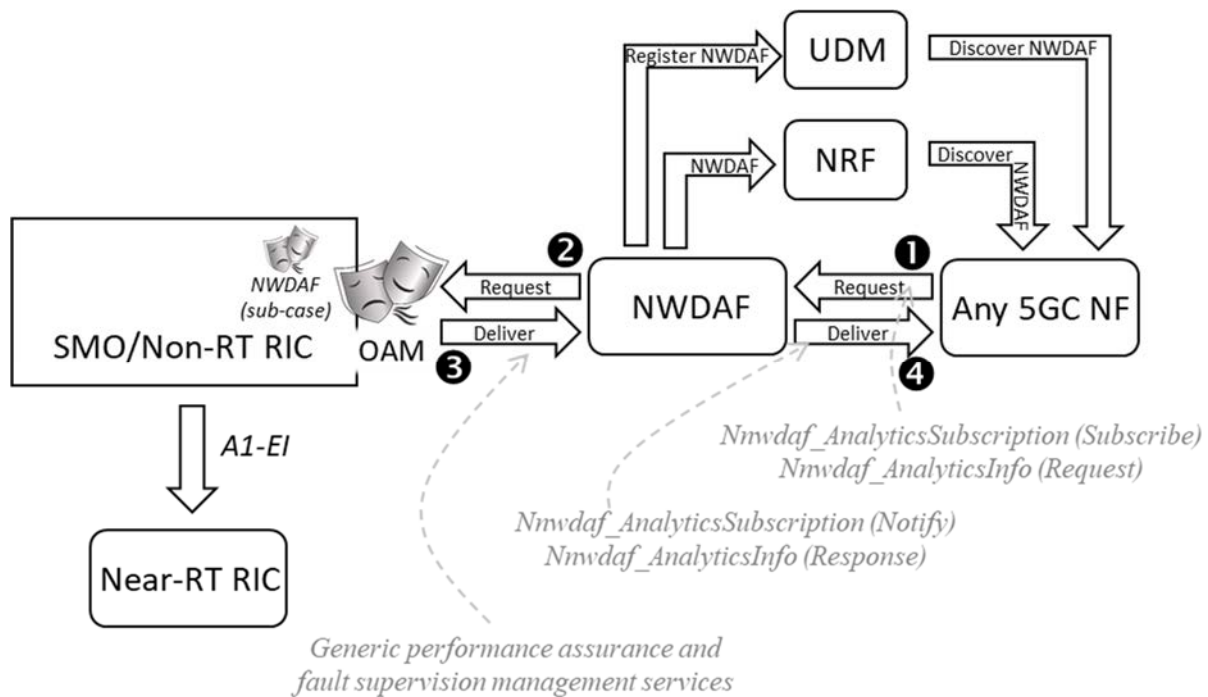 Register NWDAF
UDM
Discover NWDAF
NWDAF
NRF
Discover
NWDAF
NWDAF
(sub-case)
SMO/Non-RT RIC
OAM
2
Request
Deliver
3
NWDAF
1
Request
Deliver
4
Any 5GC NF
A1-EI
Near-RT RIC
Nnwdaf_AnalyticsSubscription (Subscribe)
Nnwdaf_AnalyticsInfo (Request)
Nnwdaf_AnalyticsSubscription (Notify)
Nnwdaf_AnalyticsInfo (Response)
Generic performance assurance and
fault supervision management services